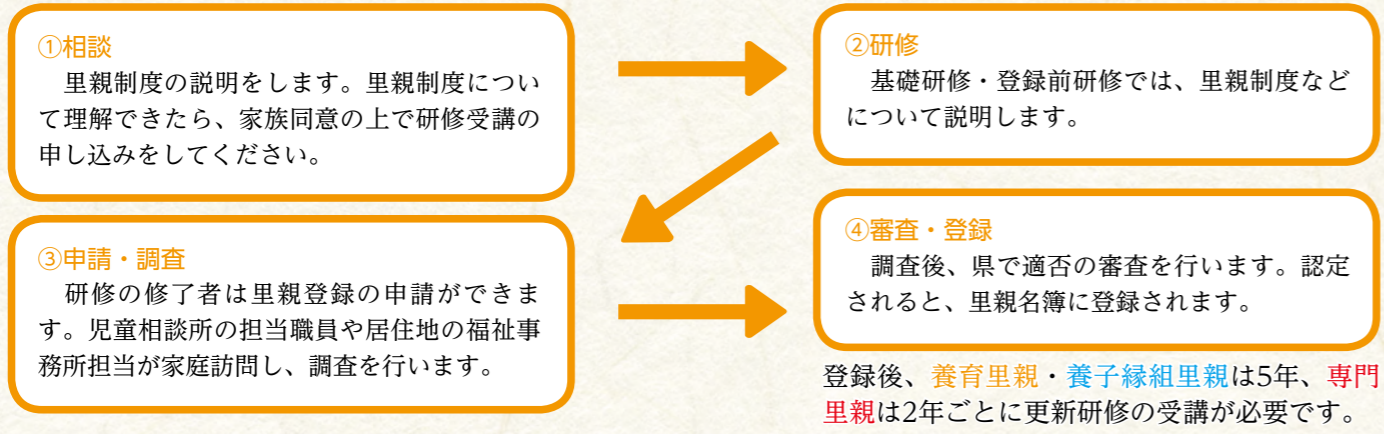 ①相談
　里親制度の説明をします。里親制度につい
て理解できたら、家族同意の上で研修受講の
申し込みをしてください。
②研修
　基礎研修・登録前研修では、里親制度など
について説明します。
③申請・調査
　研修の修了者は里親登録の申請ができま
す。児童相談所の担当職員や居住地の福祉事
務所担当が家庭訪問し、調査を行います。
④審査・登録
　調査後、県で適否の審査を行います。認定
されると、里親名簿に登録されます。
登録後、養育里親・養子縁組里親は5年、専門
里親は2年ごとに更新研修の受講が必要です。